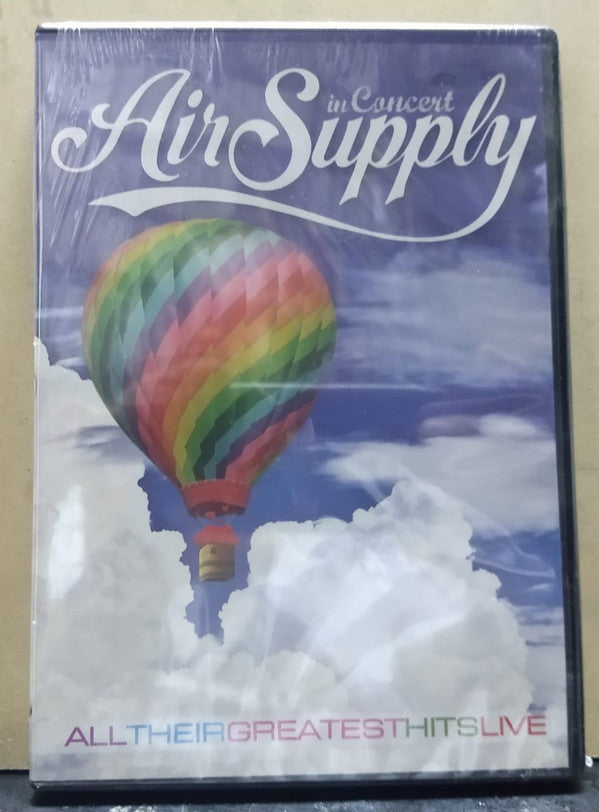 in Concert
Air Supply
ALLTHEIRGREATESTHITSLIVE